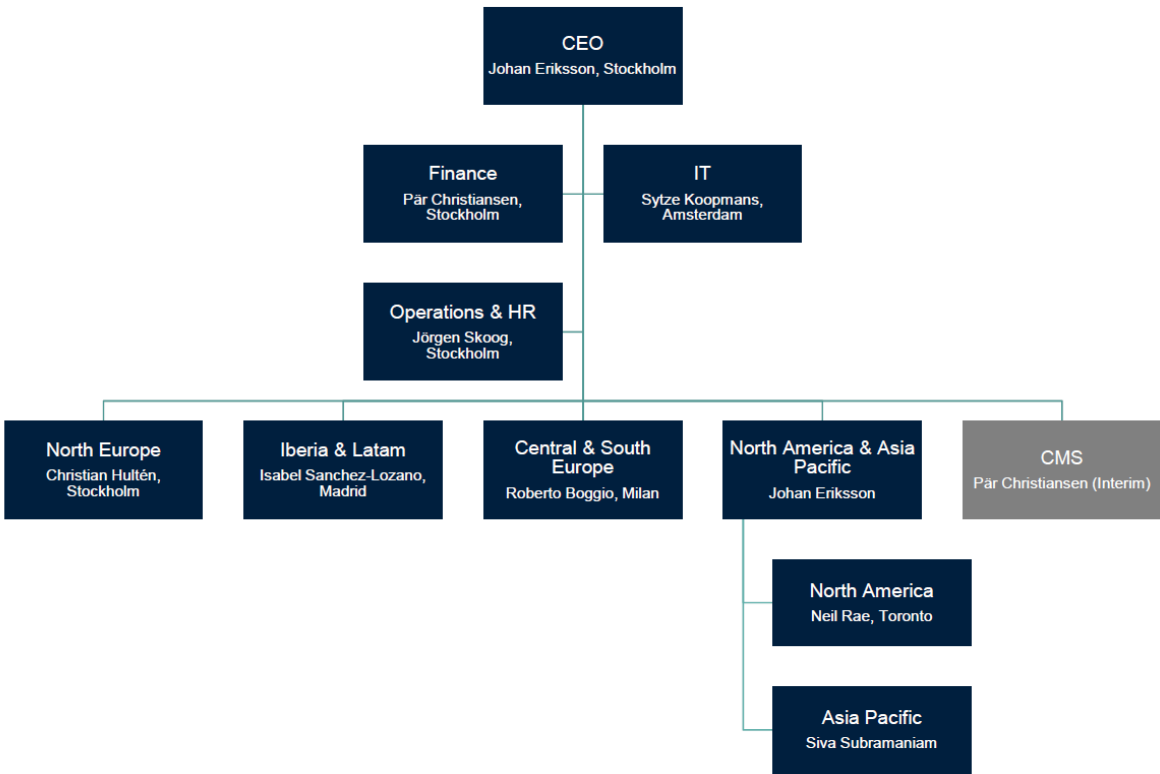 CEO
Johan Eriksson, Stockholm
Finance
Pär Christiansen,
Stockholm
IT
Sytze Koopmans,
Amsterdam
Operations & HR
Jörgen Skoog,
Stockholm
North Europe
Christian Hultén,
Stockholm
Iberia & Latam
Isabel Sanchez-Lozano,
Madrid
Central & South
Europe
Roberto Boggio, Milan
North America & Asia
Pacific
Johan Eriksson
CMS
Pär Christiansen (Interim)
North America
Neil Rae, Toronto
Asia Pacific
Siva Subramaniam